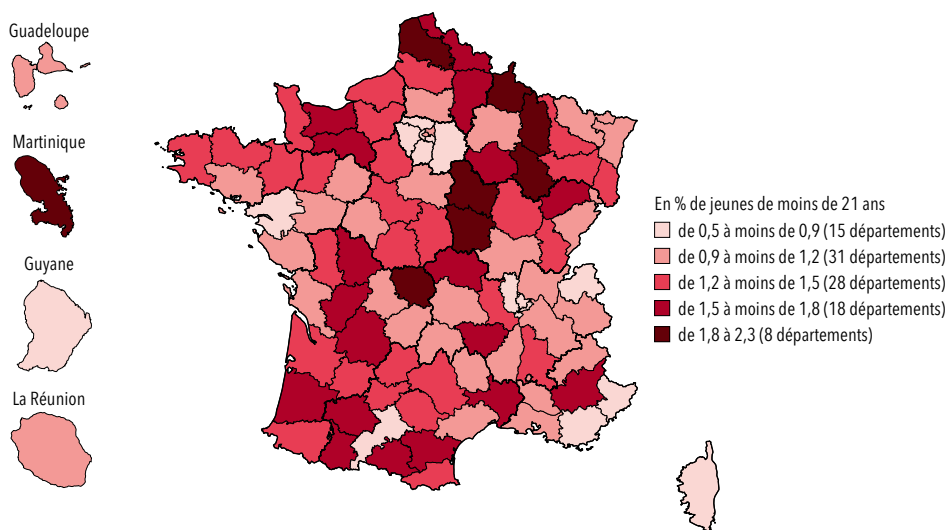 Guadeloupe
Martinique
Guyane
La Réunion
En % de jeunes de moins de 21 ans
de 0,5 à moins de 0,9 (15 départements)
de 0,9 à moins de 1,2 (31 départements)
de 1,2 à moins de 1,5 (28 départements)
de 1,5 à moins de 1,8 (18 départements)
de 1,8 à 2,3 (8 départements)